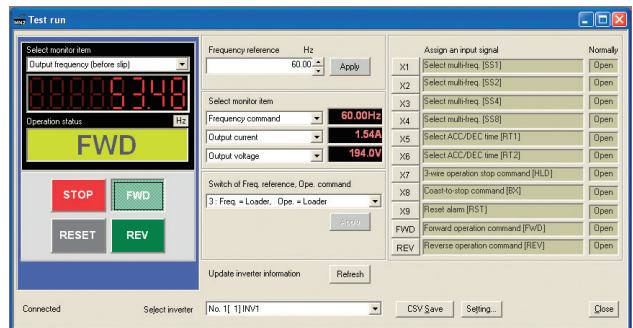 MNZ Test run
Select monitor item
Output frequency (before slip)
53.48
Operation status Hz
FWD
STOP FWD
RESET REV
Frequency reference Hz
60.00 Apply
Select monitor item
Frequency command 60.00Hz
Output current 1.54A
Output voltage 194.0V
Switch of Freq. reference, Ope. command
3 : Freq. = Loader, Ope. = Loader
Apply
Update inverter information Refresh
Assign an input signal Normally
X1 Select multi-freq. [SS1] Open
X2 Select multi-freq. [SS2] Open
X3 Select multi-freq. [SS4] Open
X4 Select multi-freq. [SS8] Open
X5 Select ACC/DEC time [RT1] Open
X6 Select ACC/DEC time [RT2] Open
X7 3-wire operation stop command [HLD] Open
X8 Coast-to-stop command [BX] Open
X9 Reset alarm [RST] Open
FWD Forward operation command [FWD] Open
REV Reverse operation command [REV] Open
Connected Select inverter No. 1[ 1] INV1 CSV Save Setting... Close